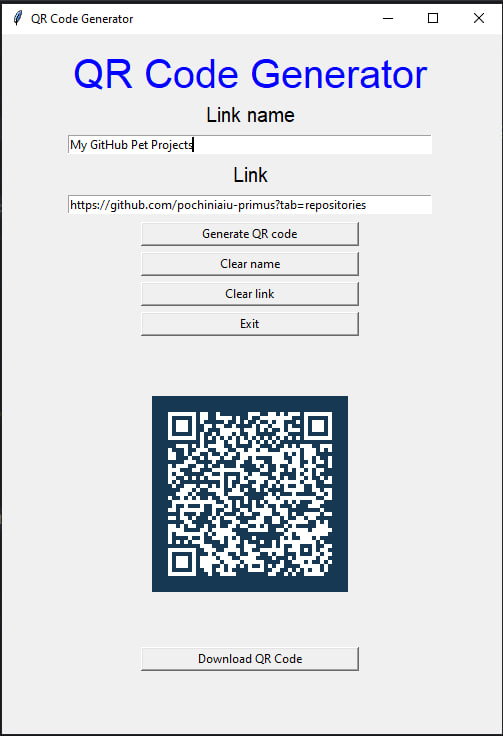 QR Code Generator
QR Code Generator
Link name
My GitHub Pet Projects
Link
https://github.com/pochiniaiu-primus?tab=repositories
Generate QR code
Clear name
Clear link
Exit
Download QR Code